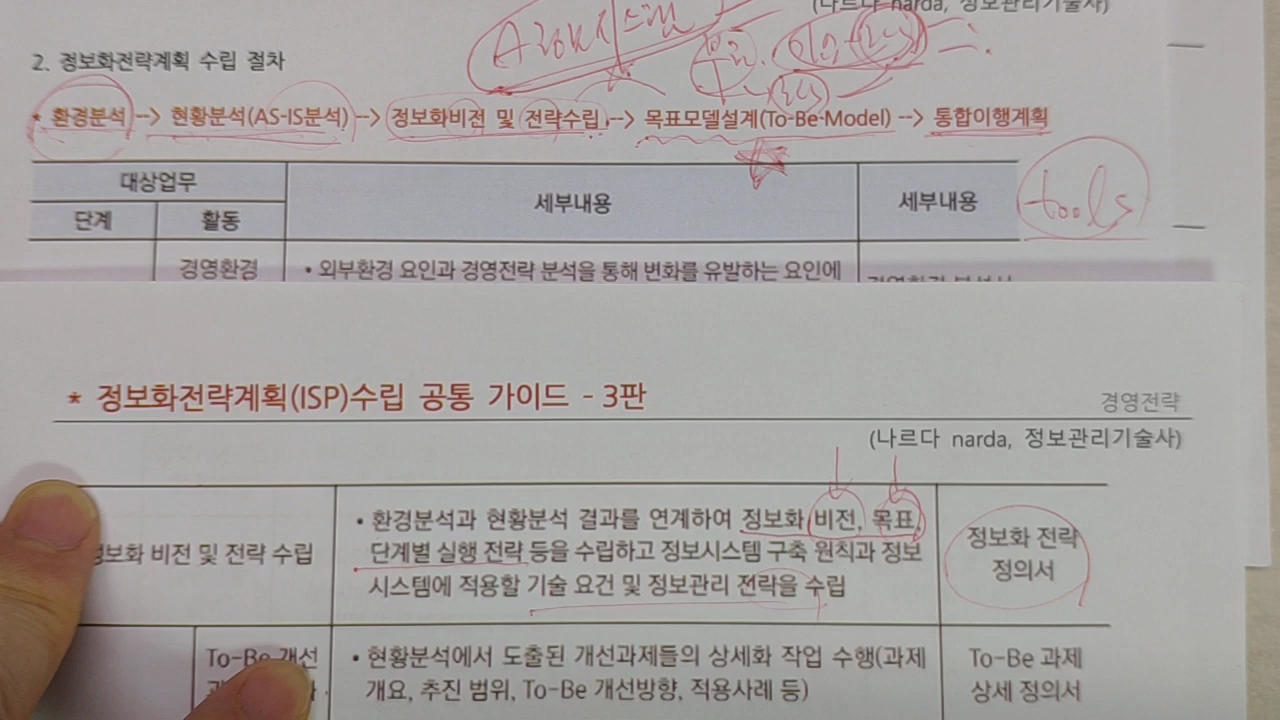 (나르다 narda, 정보관리기술사)
A 정보시스템
2. 정보화전략계획 수립 절차
* 환경분석 --> 현황분석(AS-IS분석) --> 정보화비전 및 전략수립 --> 목표모델설계(To-Be-Model) --> 통합이행계획
대상업무
세부내용
세부내용
tools
단계
활동
경영환경
• 외부환경 요인과 경영전략 분석을 통해 변화를 유발하는 요인에
* 정보화전략계획(ISP)수립 공통 가이드 - 3판
경영전략
(나르다 narda, 정보관리기술사)
보화 비전 및 전략 수립
• 환경분석과 현황분석 결과를 연계하여 정보화 비전, 목표,
단계별 실행 전략 등을 수립하고 정보시스템 구축 원칙과 정보
시스템에 적용할 기술 요건 및 정보관리 전략을 수립
정보화 전략
정의서
To-Be 개선
• 현황분석에서 도출된 개선과제들의 상세화 작업 수행(과제
개요, 추진 범위, To-Be 개선방향, 적용사례 등)
To-Be 과제
상세 정의서